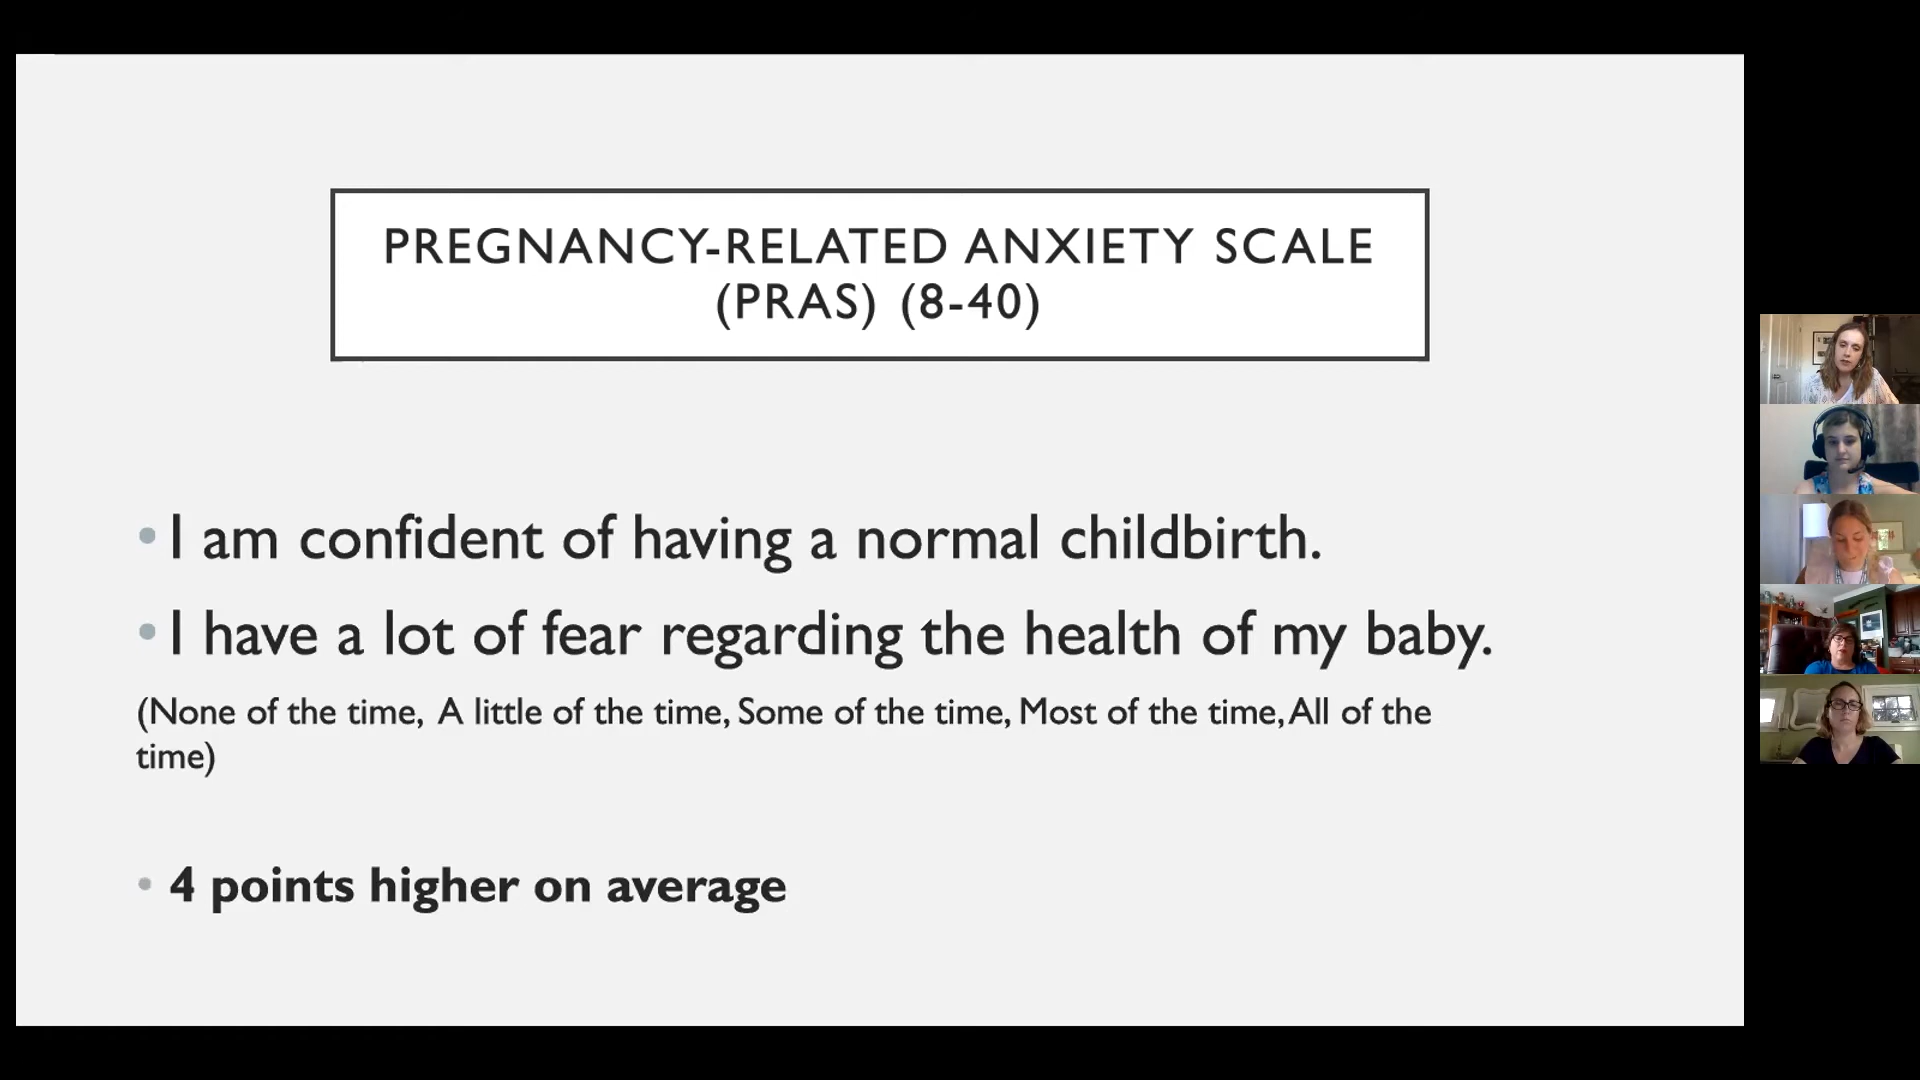 PREGNANCY-RELATED ANXIETY SCALE
(PRAS) (8-40)
• I am confident of having a normal childbirth.
• I have a lot of fear regarding the health of my baby.
(None of the time, A little of the time, Some of the time, Most of the time, All of the
time)
• 4 points higher on average